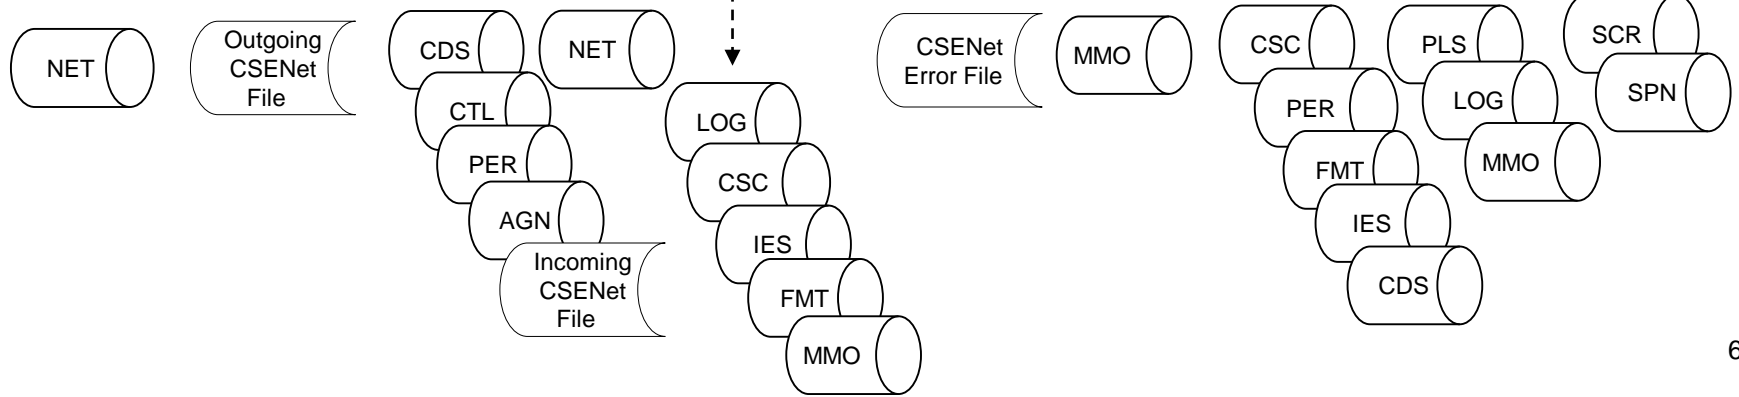 NET
Outgoing
CSENet
File
CDS
CTL
PER
AGN
Incoming
CSENet
File
NET
LOG
CSC
IES
FMT
MMO
CSENet
Error File
MMO
CSC
PER
FMT
IES
CDS
PLS
LOG
MMO
SCR
SPN
6